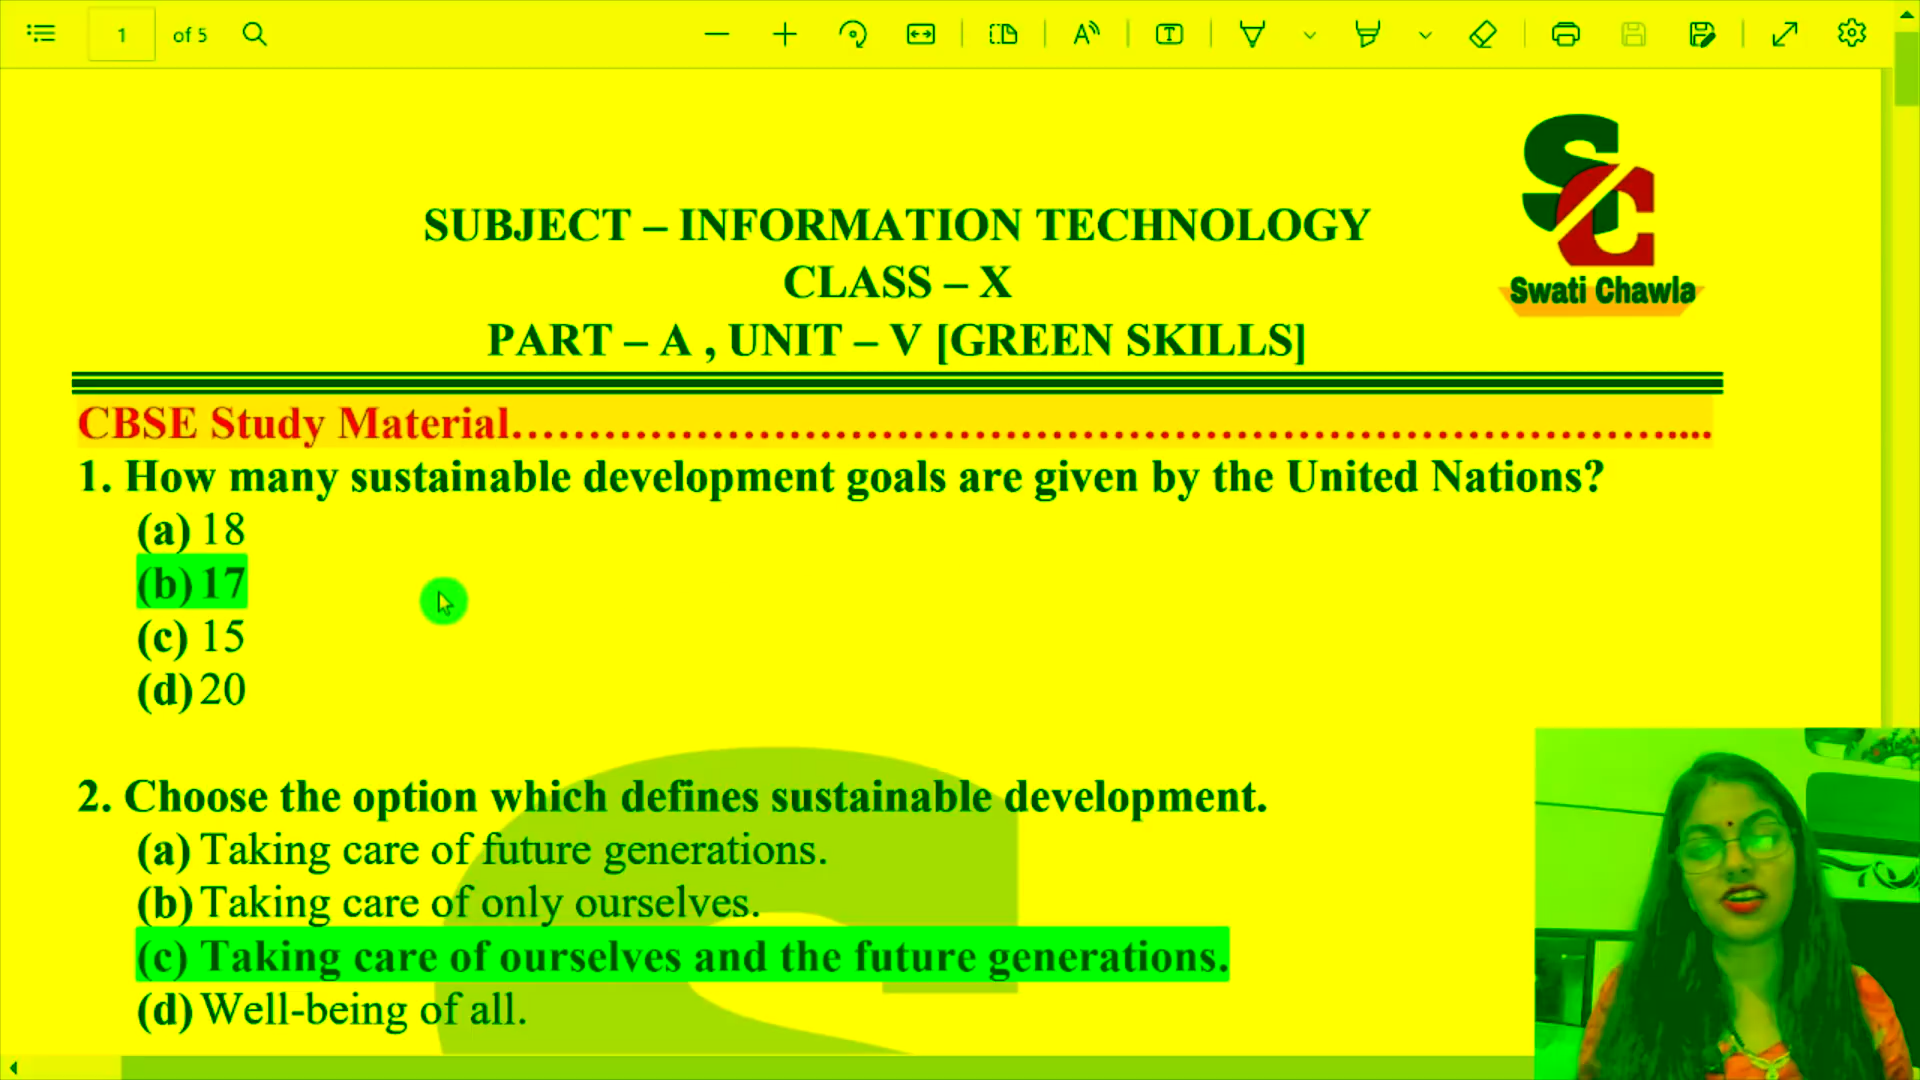 1 of 5
SUBJECT – INFORMATION TECHNOLOGY
CLASS – X
PART – A , UNIT – V [GREEN SKILLS]
SC
Swati Chawla
CBSE Study Material..........................................................................................
1. How many sustainable development goals are given by the United Nations?
(a) 18
(b) 17
(c) 15
(d) 20
2. Choose the option which defines sustainable development.
(a) Taking care of future generations.
(b) Taking care of only ourselves.
(c) Taking care of ourselves and the future generations.
(d) Well-being of all.